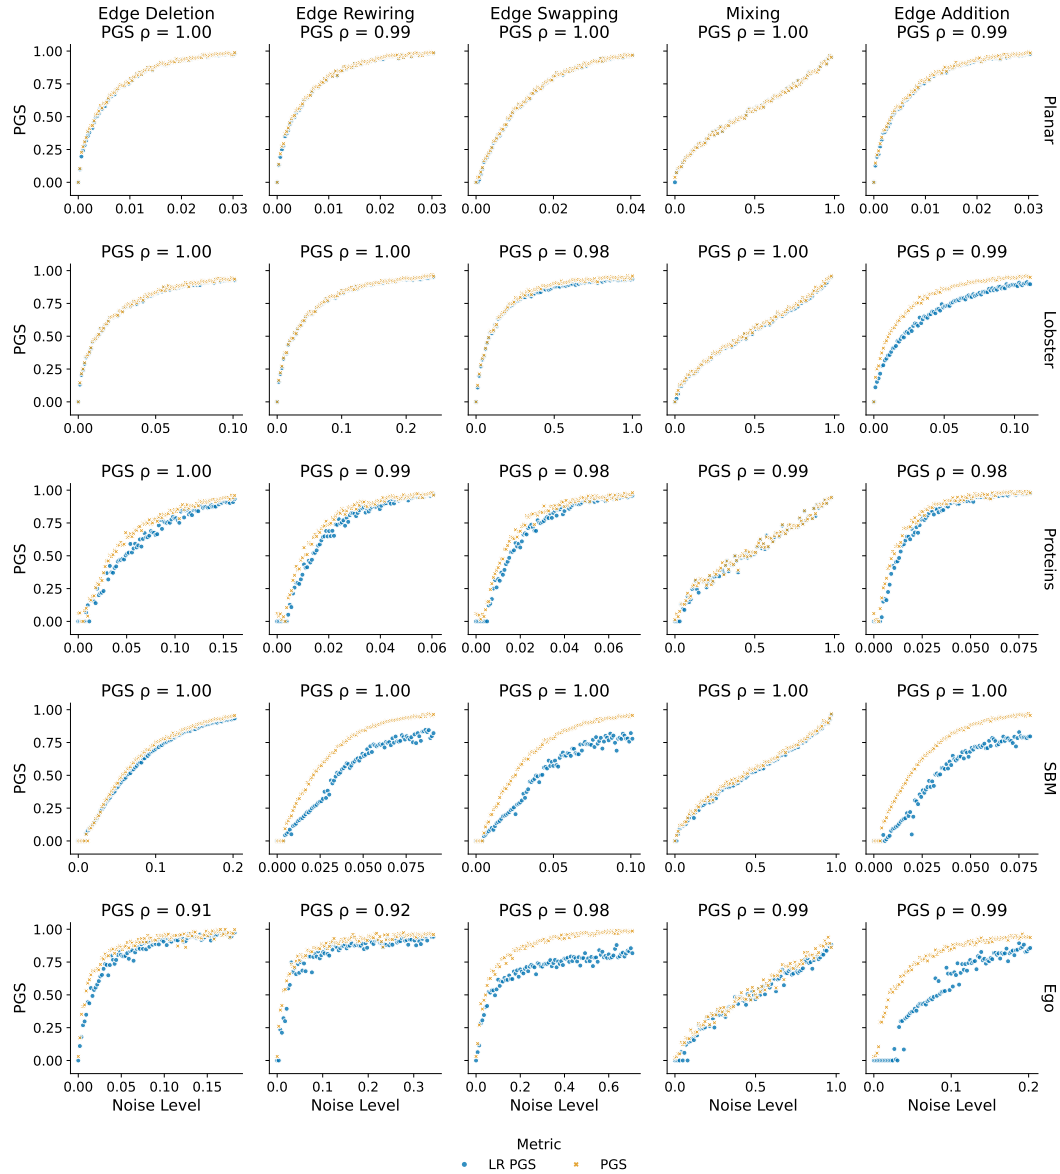 Edge Deletion Edge Rewiring Edge Swapping Mixing Edge Addition
PGS ρ = 1.00 PGS ρ = 0.99 PGS ρ = 1.00 PGS ρ = 1.00 PGS ρ = 0.99
1.00
0.75
0.50
0.25
0.00
PGS
Planar
0.00 0.01 0.02 0.03 0.00 0.01 0.02 0.03 0.00 0.02 0.04 0.0 0.5 1.0 0.00 0.01 0.02 0.03
PGS ρ = 1.00 PGS ρ = 1.00 PGS ρ = 0.98 PGS ρ = 1.00 PGS ρ = 0.99
1.00
0.75
0.50
0.25
0.00
PGS
Lobster
0.00 0.05 0.10 0.0 0.1 0.2 0.0 0.5 1.0 0.0 0.5 1.0 0.00 0.05 0.10
PGS ρ = 1.00 PGS ρ = 0.99 PGS ρ = 0.98 PGS ρ = 0.99 PGS ρ = 0.98
1.00
0.75
0.50
0.25
0.00
PGS
Proteins
0.00 0.05 0.10 0.15 0.00 0.02 0.04 0.06 0.00 0.02 0.04 0.06 0.0 0.5 1.0 0.000 0.025 0.050 0.075
PGS ρ = 1.00 PGS ρ = 1.00 PGS ρ = 1.00 PGS ρ = 1.00 PGS ρ = 1.00
1.00
0.75
0.50
0.25
0.00
PGS
SBM
0.0 0.1 0.2 0.000 0.025 0.050 0.075 0.00 0.05 0.10 0.0 0.5 1.0 0.000 0.025 0.050 0.075
PGS ρ = 0.91 PGS ρ = 0.92 PGS ρ = 0.98 PGS ρ = 0.99 PGS ρ = 0.99
1.00
0.75
0.50
0.25
0.00
PGS
Ego
0.00 0.05 0.10 0.15 0.0 0.1 0.2 0.3 0.0 0.2 0.4 0.6 0.0 0.5 1.0 0.0 0.1 0.2
Noise Level Noise Level Noise Level Noise Level Noise Level
Metric
LR PGS PGS